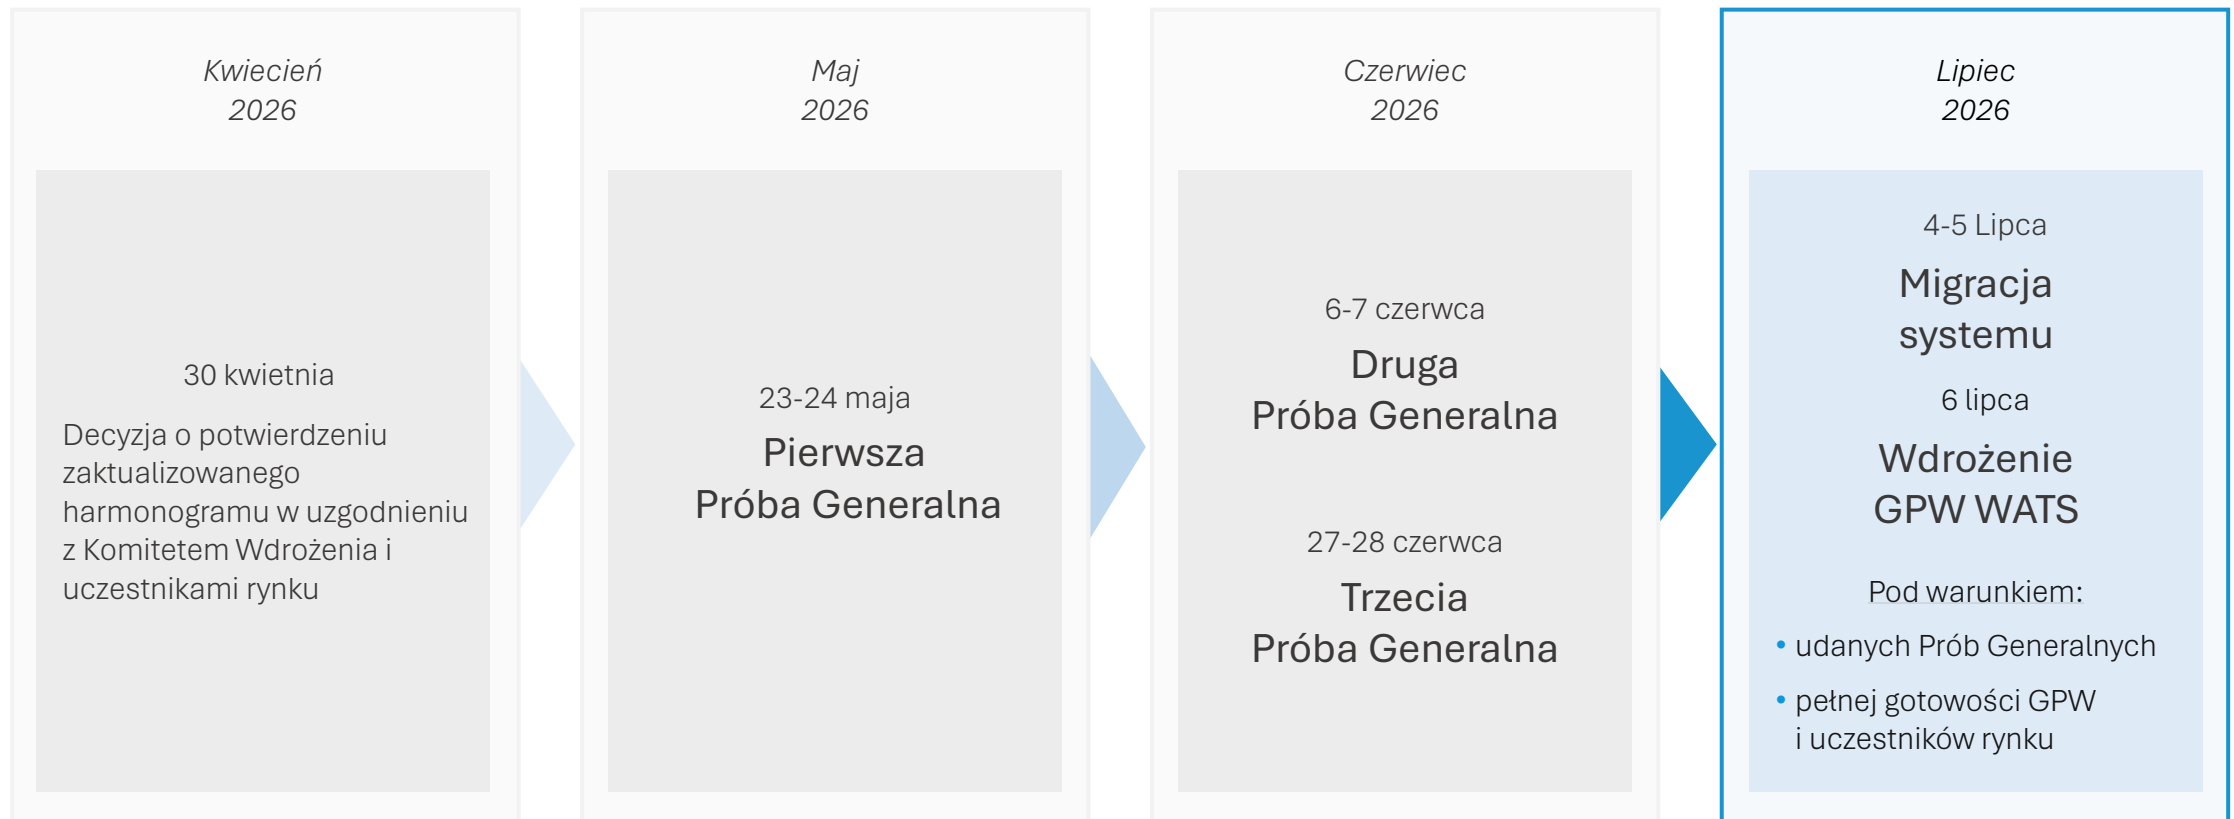 Kwiecień
2026
30 kwietnia
Decyzja o potwierdzeniu
zaktualizowanego
harmonogramu w uzgodnieniu
z Komitetem Wdrożenia i
uczestnikami rynku
Maj
2026
23-24 maja
Pierwsza
Próba Generalna
Czerwiec
2026
6-7 czerwca
Druga
Próba Generalna
27-28 czerwca
Trzecia
Próba Generalna
Lipiec
2026
4-5 Lipca
Migracja
systemu
6 lipca
Wdrożenie
GPW WATS
Pod warunkiem:
• udanych Prób Generalnych
• pełnej gotowości GPW
i uczestników rynku